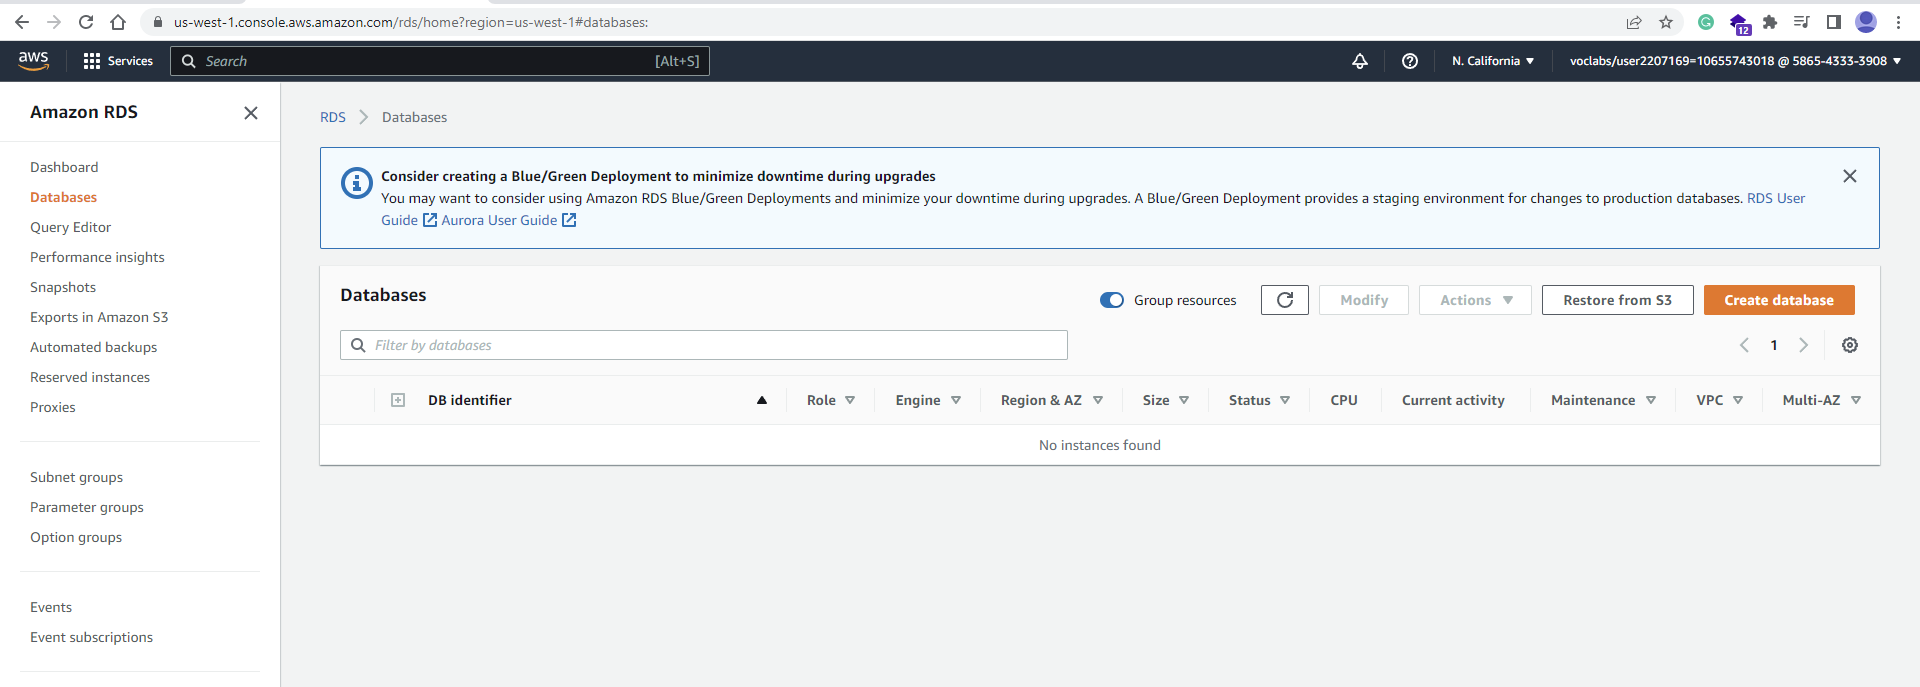 us-west-1.console.aws.amazon.com/rds/home?region=us-west-1#databases:
12
aws
Services
Search
[Alt+S]
N. California
voclabs/user2207169=10655743018 @ 5865-4333-3908
Amazon RDS
Dashboard
Databases
Query Editor
Performance insights
Snapshots
Exports in Amazon S3
Automated backups
Reserved instances
Proxies
Subnet groups
Parameter groups
Option groups
Events
Event subscriptions
RDS > Databases
Consider creating a Blue/Green Deployment to minimize downtime during upgrades
You may want to consider using Amazon RDS Blue/Green Deployments and minimize your downtime during upgrades. A Blue/Green Deployment provides a staging environment for changes to production databases. RDS User
Guide Aurora User Guide
Databases
Group resources
Modify
Actions
Restore from S3
Create database
Filter by databases
1
DB identifier Role Engine Region & AZ Size Status CPU Current activity Maintenance VPC Multi-AZ
No instances found